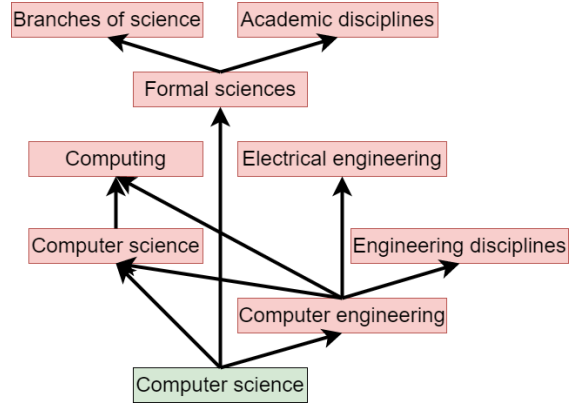 Branches of science
Academic disciplines
Formal sciences
Computing
Electrical engineering
Computer science
Engineering disciplines
Computer engineering
Computer science